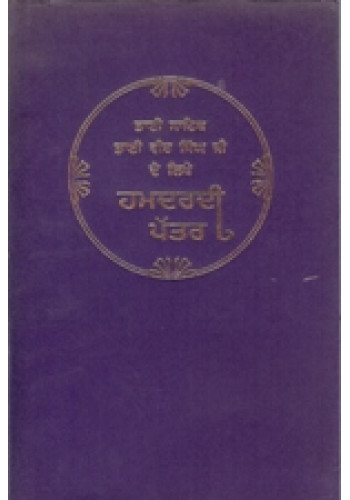 ਭਾਈ ਸਾਹਿਬ
ਭਾਈ ਵੀਰ ਸਿੰਘ ਜੀ
ਦੇ ਲਿਖੇ
ਹਮਦਰਦੀ
ਪੱਤਰ